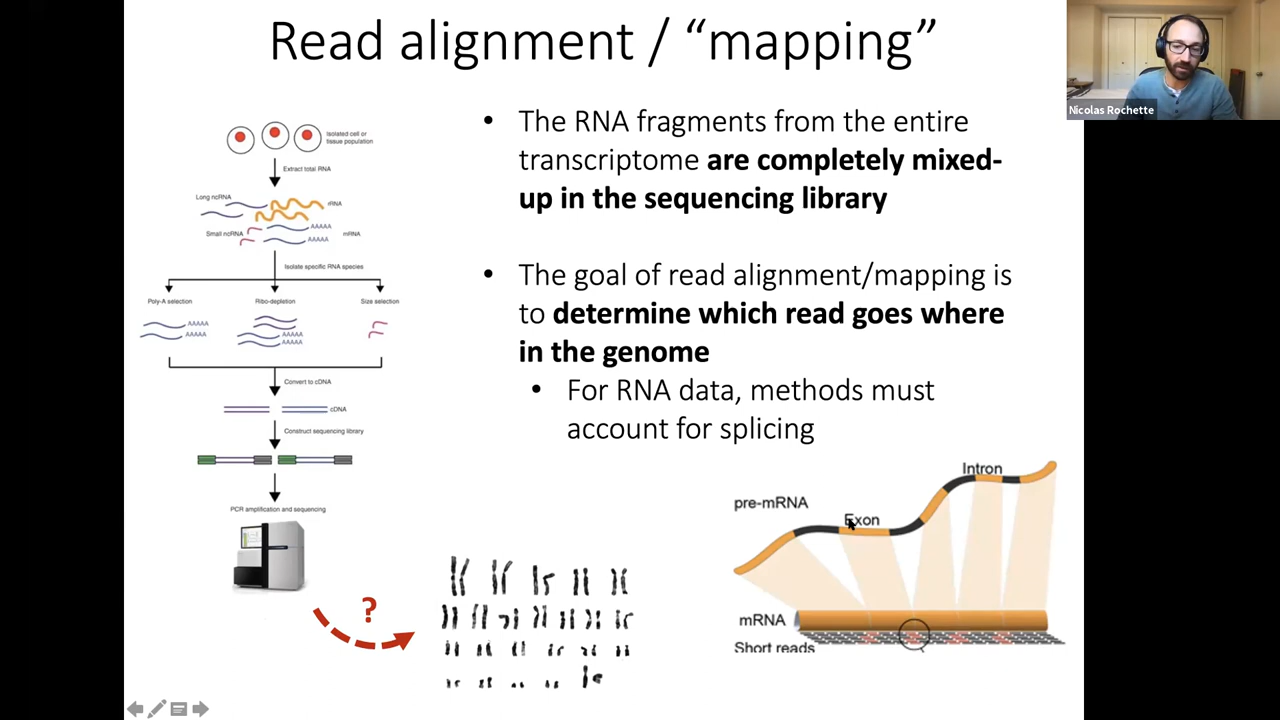 Read alignment / “mapping”
Nicolas Rochette
• The RNA fragments from the entire
transcriptome are completely mixed-
up in the sequencing library
• The goal of read alignment/mapping is
to determine which read goes where
in the genome
• For RNA data, methods must
account for splicing
Isolated cell or
tissue population
Extract total RNA
Long ncRNA
rRNA
AAAAA
Small ncRNA
mRNA
AAAAA
Isolate specific RNA species
Poly-A selection
Ribo-depletion
Size selection
AAAAA
AAAAA
AAAAA
AAAAA
Convert to cDNA
cDNA
Construct sequencing library
PCR amplification and sequencing
?
Intron
pre-mRNA
Exon
mRNA
Short reads